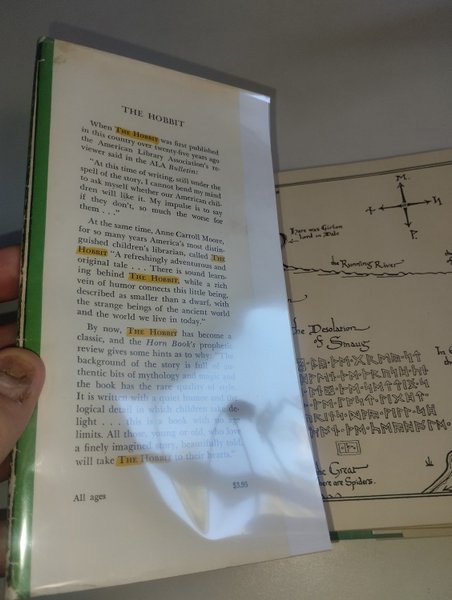 THE HOBBIT
When THE HOBBIT was first published
in this country over twenty-five years ago
the American Library Association's re-
viewer said in the ALA Bulletin:
"At this time of writing, still under the
spell of the story, I cannot bend my mind
to ask myself whether our American chil-
dren will like it. My impulse is to say
if they don't, so much the worse for
them . . ."
At the same time, Anne Carroll Moore,
for so many years America's most distin-
guished children's librarian, called THE
HOBBIT "A refreshingly adventurous and
original tale . . . There is sound learn-
ing behind THE HOBBIT, while a rich
vein of humor connects this little being,
described as smaller than a dwarf, with
the strange beings of the ancient world
and the world we live in today."
By now, THE HOBBIT has become a
classic, and the Horn Book's prophetic
review gives some hints as to why: "The
background of the story is full of au-
thentic bits of mythology and magic and
the book has the rare quality of style.
It is written with a quiet humor and the
logical detail in which children take de-
light . . . . this is a book with no age
limits. All those, young or old, who love
a finely imagined story, beautifully told,
will take THE HOBBIT to their hearts."
All ages
$3.95
Here was Girion
Lord in Dale
the Running River
The Desolation
of Smaug
the Great
there are Spiders.